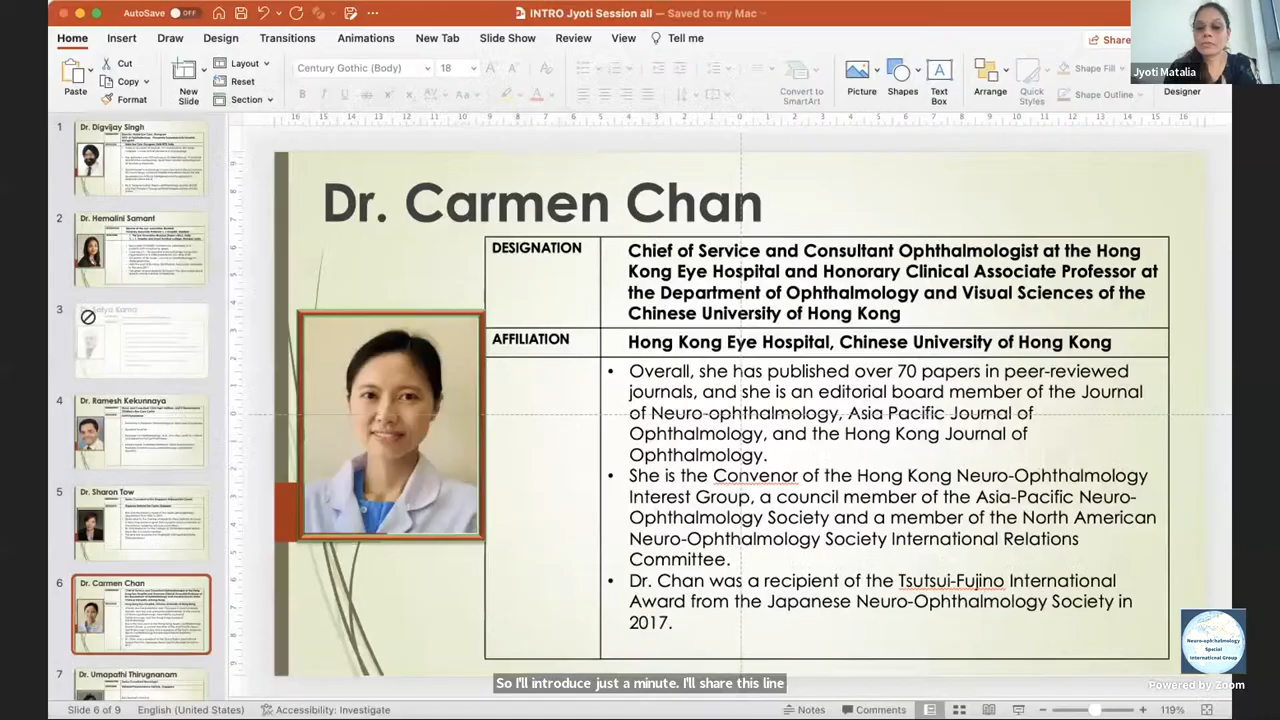 AutoSave OFF
INTRO Jyoti Session all — Saved to my Mac
Home Insert Draw Design Transitions Animations New Tab Slide show Review View Tell me
Share
Jyoti Matalia
Paste
Cut
Copy
Format
New Slide
Layout
Reset
Section
Century Gothic (Body) 18
Convert to SmartArt
Picture
Shapes
Text Box
Arrange
Quick Styles
Shape Fill
Shape Outline
Designer
1 Dr. Digvijay Singh
2 Dr. Hemalini Samant
3
4 Dr. Ramesh Kekunnaya
5 Dr. Sharon Tow
6 Dr. Carmen Chan
7 Dr. Umapathi Thirugnanam
Dr. Carmen Chan
DESIGNATION
Chief of Service and Consultant Ophthalmologist at the Hong
Kong Eye Hospital and Honorary Clinical Associate Professor at
the Department of Ophthalmology and Visual Sciences of the
Chinese University of Hong Kong
AFFILIATION
Hong Kong Eye Hospital, Chinese University of Hong Kong
• Overall, she has published over 70 papers in peer-reviewed
journals, and she is an editorial board member of the Journal
of Neuro-ophthalmology, Asia Pacific Journal of
Ophthalmology, and the Hong Kong Journal of
Ophthalmology.
• She is the Convenor of the Hong Kong Neuro-Ophthalmology
Interest Group, a council member of the Asia-Pacific Neuro-
Ophthalmology Society, and member of the North American
Neuro-Ophthalmology Society International Relations
Committee.
• Dr. Chan was a recipient of the Tsutsui-Fujino International
Award from the Japanese Neuro-Ophthalmology Society in
2017.
Neuro-ophthalmology
Special
International Group
So I'll introduce just a minute. I'll share this line
Powered by Zoom
Slide 6 of 9 English (United States) Accessibility: Investigate Notes Comments 119%